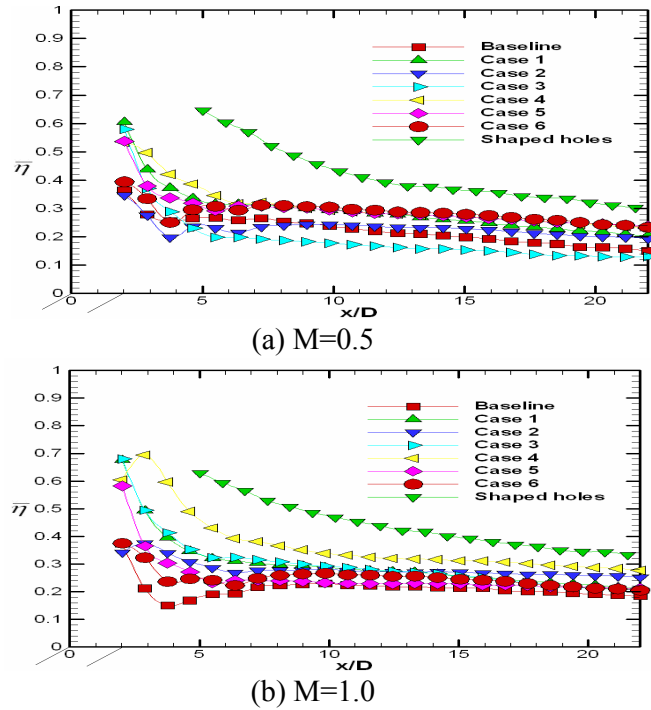 1
0.9
0.8
0.7
0.6
0.5
0.4
0.3
0.2
0.1
0
η̅
Baseline
Case 1
Case 2
Case 3
Case 4
Case 5
Case 6
Shaped holes
0 5 10 15 20
x/D
(a) M=0.5
1
0.9
0.8
0.7
0.6
0.5
0.4
0.3
0.2
0.1
0
η̅
Baseline
Case 1
Case 2
Case 3
Case 4
Case 5
Case 6
Shaped holes
0 5 10 15 20
x/D
(b) M=1.0